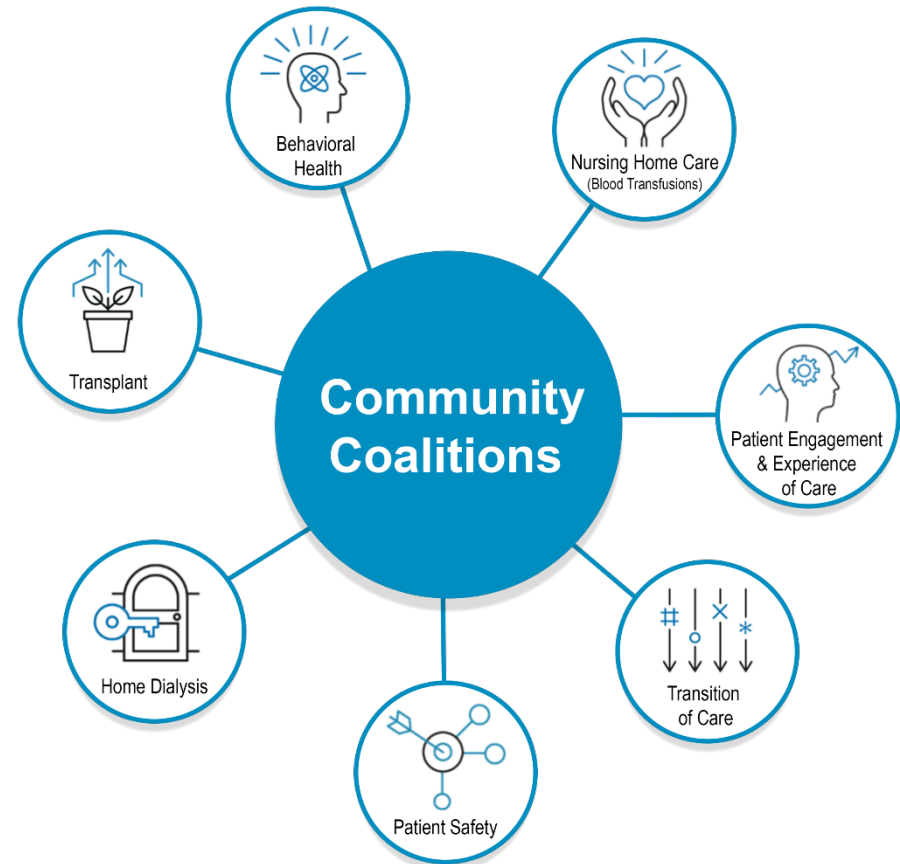 Behavioral
Health
Nursing Home Care
(Blood Transfusions)
Transplant
Community
Coalitions
Patient Engagement
& Experience
of Care
Home Dialysis
Transition
of Care
Patient Safety